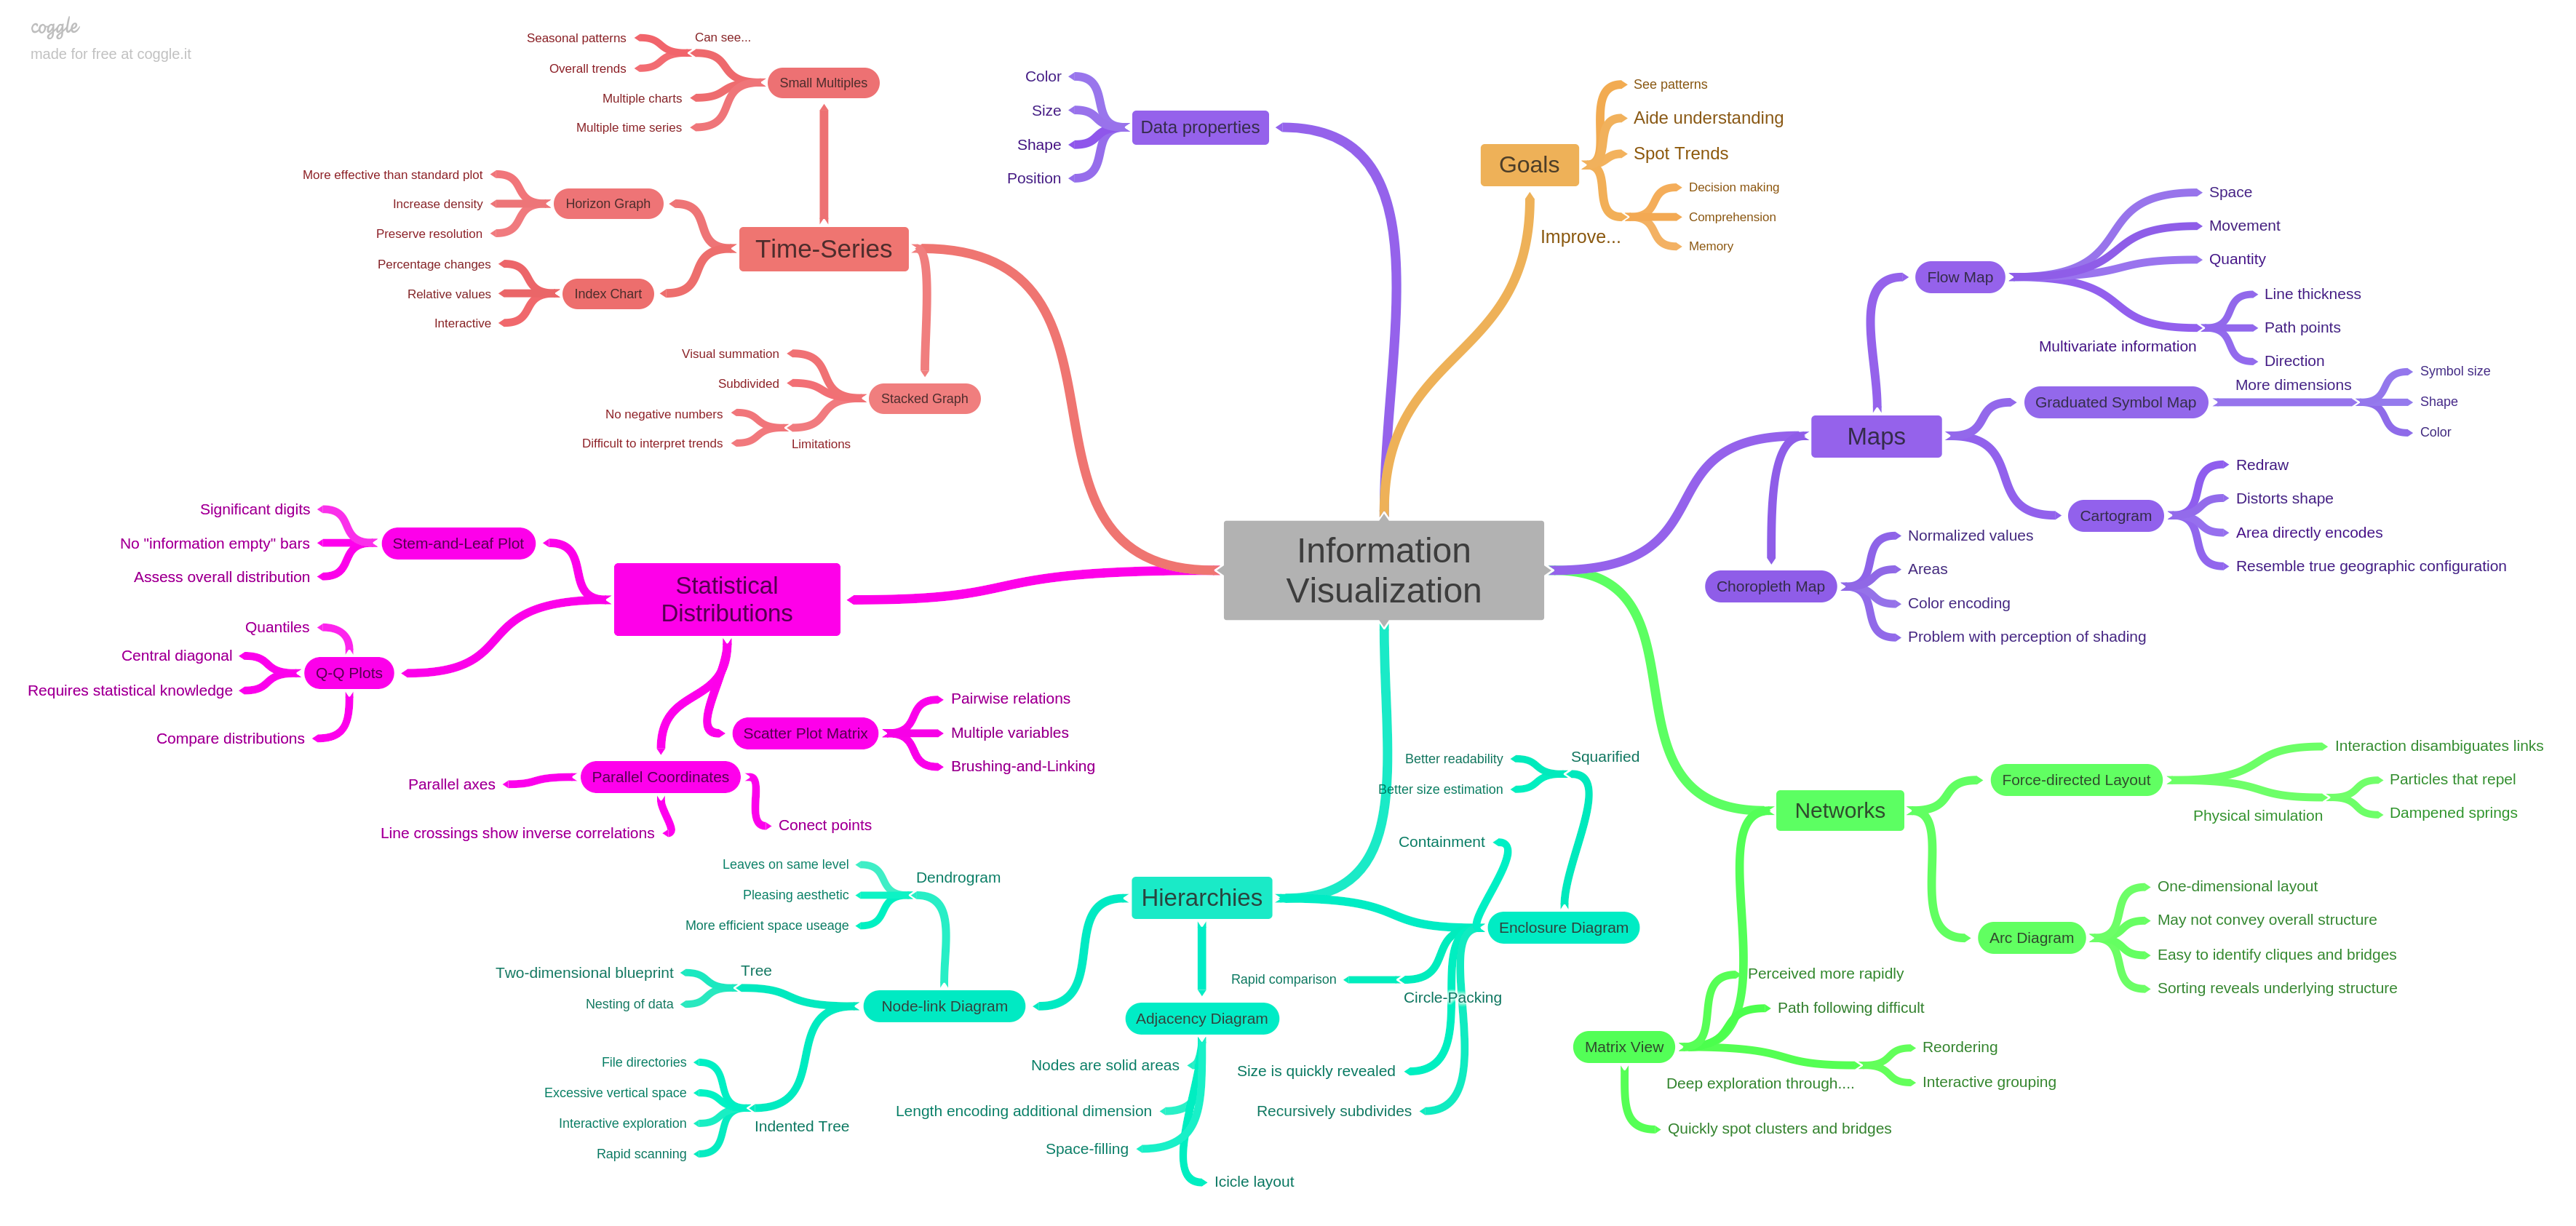 coggle
made for free at coggle.it
Information
Visualization
Time-Series
Small Multiples
Can see...
Seasonal patterns
Overall trends
Multiple charts
Multiple time series
Horizon Graph
More effective than standard plot
Increase density
Preserve resolution
Index Chart
Percentage changes
Relative values
Interactive
Stacked Graph
Visual summation
Subdivided
Limitations
No negative numbers
Difficult to interpret trends
Data properties
Color
Size
Shape
Position
Goals
See patterns
Aide understanding
Spot Trends
Improve...
Decision making
Comprehension
Memory
Maps
Flow Map
Space
Movement
Quantity
Multivariate information
Line thickness
Path points
Direction
Graduated Symbol Map
More dimensions
Symbol size
Shape
Color
Cartogram
Redraw
Distorts shape
Area directly encodes
Resemble true geographic configuration
Choropleth Map
Normalized values
Areas
Color encoding
Problem with perception of shading
Statistical
Distributions
Stem-and-Leaf Plot
Significant digits
No "information empty" bars
Assess overall distribution
Q-Q Plots
Quantiles
Central diagonal
Requires statistical knowledge
Compare distributions
Scatter Plot Matrix
Pairwise relations
Multiple variables
Brushing-and-Linking
Parallel Coordinates
Parallel axes
Line crossings show inverse correlations
Conect points
Hierarchies
Node-link Diagram
Dendrogram
Leaves on same level
Pleasing aesthetic
More efficient space useage
Tree
Two-dimensional blueprint
Nesting of data
Indented Tree
File directories
Excessive vertical space
Interactive exploration
Rapid scanning
Adjacency Diagram
Nodes are solid areas
Length encoding additional dimension
Space-filling
Icicle layout
Enclosure Diagram
Squarified
Better readability
Better size estimation
Containment
Circle-Packing
Rapid comparison
Size is quickly revealed
Recursively subdivides
Networks
Force-directed Layout
Interaction disambiguates links
Physical simulation
Particles that repel
Dampened springs
Arc Diagram
One-dimensional layout
May not convey overall structure
Easy to identify cliques and bridges
Sorting reveals underlying structure
Matrix View
Perceived more rapidly
Path following difficult
Deep exploration through....
Reordering
Interactive grouping
Quickly spot clusters and bridges